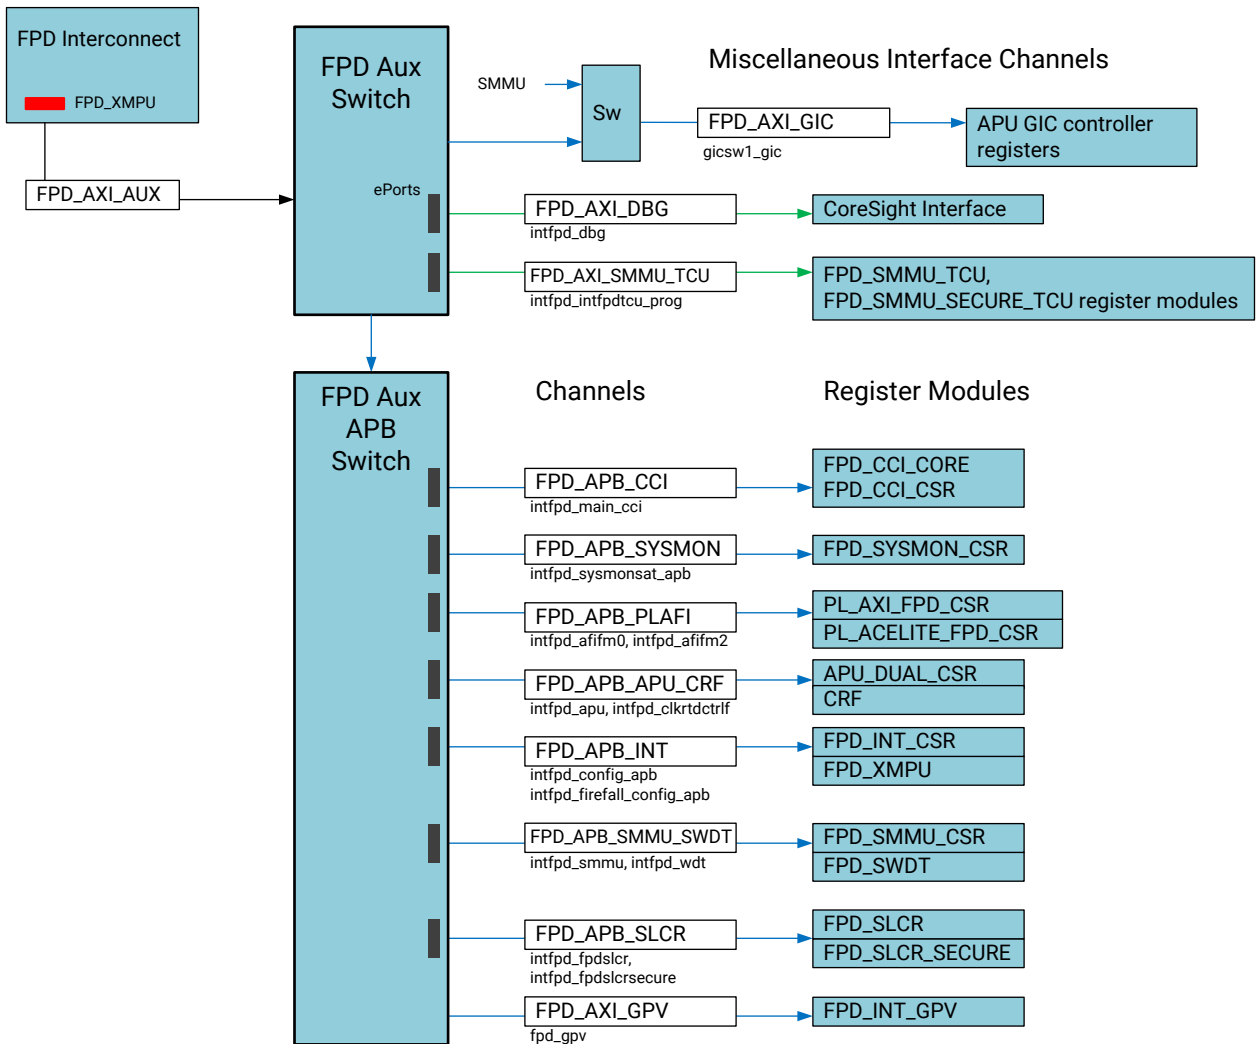 FPD Interconnect
FPD_XMPU
FPD_AXI_AUX
FPD Aux
Switch
ePorts
SMMU
Sw
Miscellaneous Interface Channels
FPD_AXI_GIC
gicsw1_gic
APU GIC controller
registers
FPD_AXI_DBG
intfpd_dbg
CoreSight Interface
FPD_AXI_SMMU_TCU
intfpd_intfpdtcu_prog
FPD_SMMU_TCU,
FPD_SMMU_SECURE_TCU register modules
FPD Aux
APB
Switch
Channels
Register Modules
FPD_APB_CCI
intfpd_main_cci
FPD_CCI_CORE
FPD_CCI_CSR
FPD_APB_SYSMON
intfpd_sysmonsat_apb
FPD_SYSMON_CSR
FPD_APB_PLAFI
intfpd_afifm0, intfpd_afifm2
PL_AXI_FPD_CSR
PL_ACELITE_FPD_CSR
FPD_APB_APU_CRF
intfpd_apu, intfpd_clkrtdctrlf
APU_DUAL_CSR
CRF
FPD_APB_INT
intfpd_config_apb
intfpd_firefall_config_apb
FPD_INT_CSR
FPD_XMPU
FPD_APB_SMMU_SWDT
intfpd_smmu, intfpd_wdt
FPD_SMMU_CSR
FPD_SWDT
FPD_APB_SLCR
intfpd_fpdslcr,
intfpd_fpdslcrsecure
FPD_SLCR
FPD_SLCR_SECURE
FPD_AXI_GPV
fpd_gpv
FPD_INT_GPV